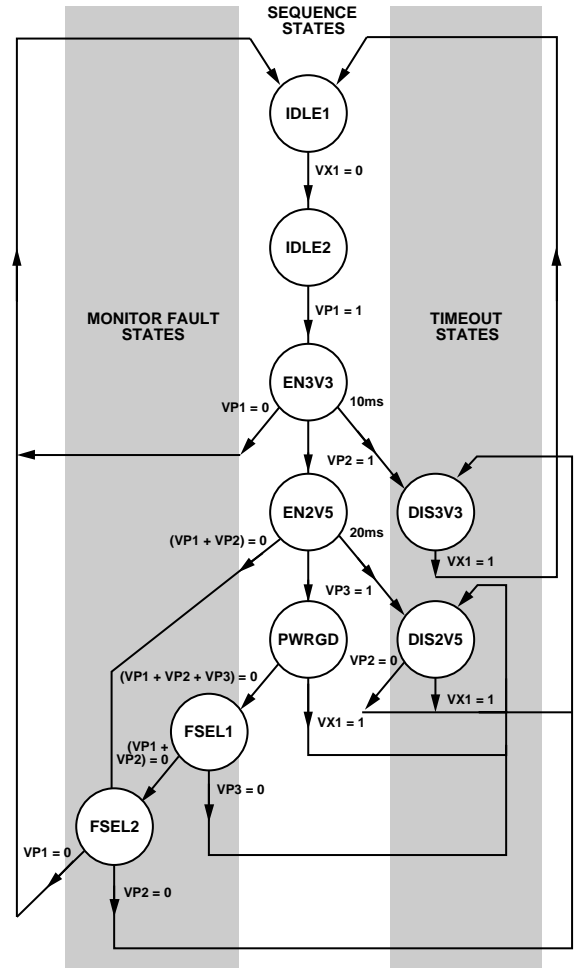 SEQUENCE
STATES
IDLE1
VX1 = 0
IDLE2
VP1 = 1
MONITOR FAULT
STATES
TIMEOUT
STATES
EN3V3
10ms
VP1 = 0
VP2 = 1
DIS3V3
VX1 = 1
EN2V5
20ms
(VP1 + VP2) = 0
VP3 = 1
DIS2V5
VP2 = 0
VX1 = 1
PWRGD
(VP1 + VP2 + VP3) = 0
VX1 = 1
FSEL1
(VP1 +
VP2) = 0
VP3 = 0
FSEL2
VP1 = 0
VP2 = 0